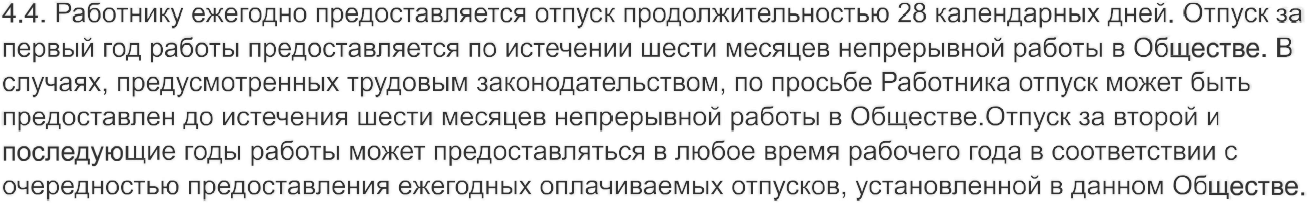 4.4. Работнику ежегодно предоставляется отпуск продолжительностью 28 календарных дней. Отпуск за
первый год работы предоставляется по истечении шести месяцев непрерывной работы в Обществе. В
случаях, предусмотренных трудовым законодательством, по просьбе Работника отпуск может быть
предоставлен до истечения шести месяцев непрерывной работы в Обществе.Отпуск за второй и
последующие годы работы может предоставляться в любое время рабочего года в соответствии с
очередностью предоставления ежегодных оплачиваемых отпусков, установленной в данном Обществе.